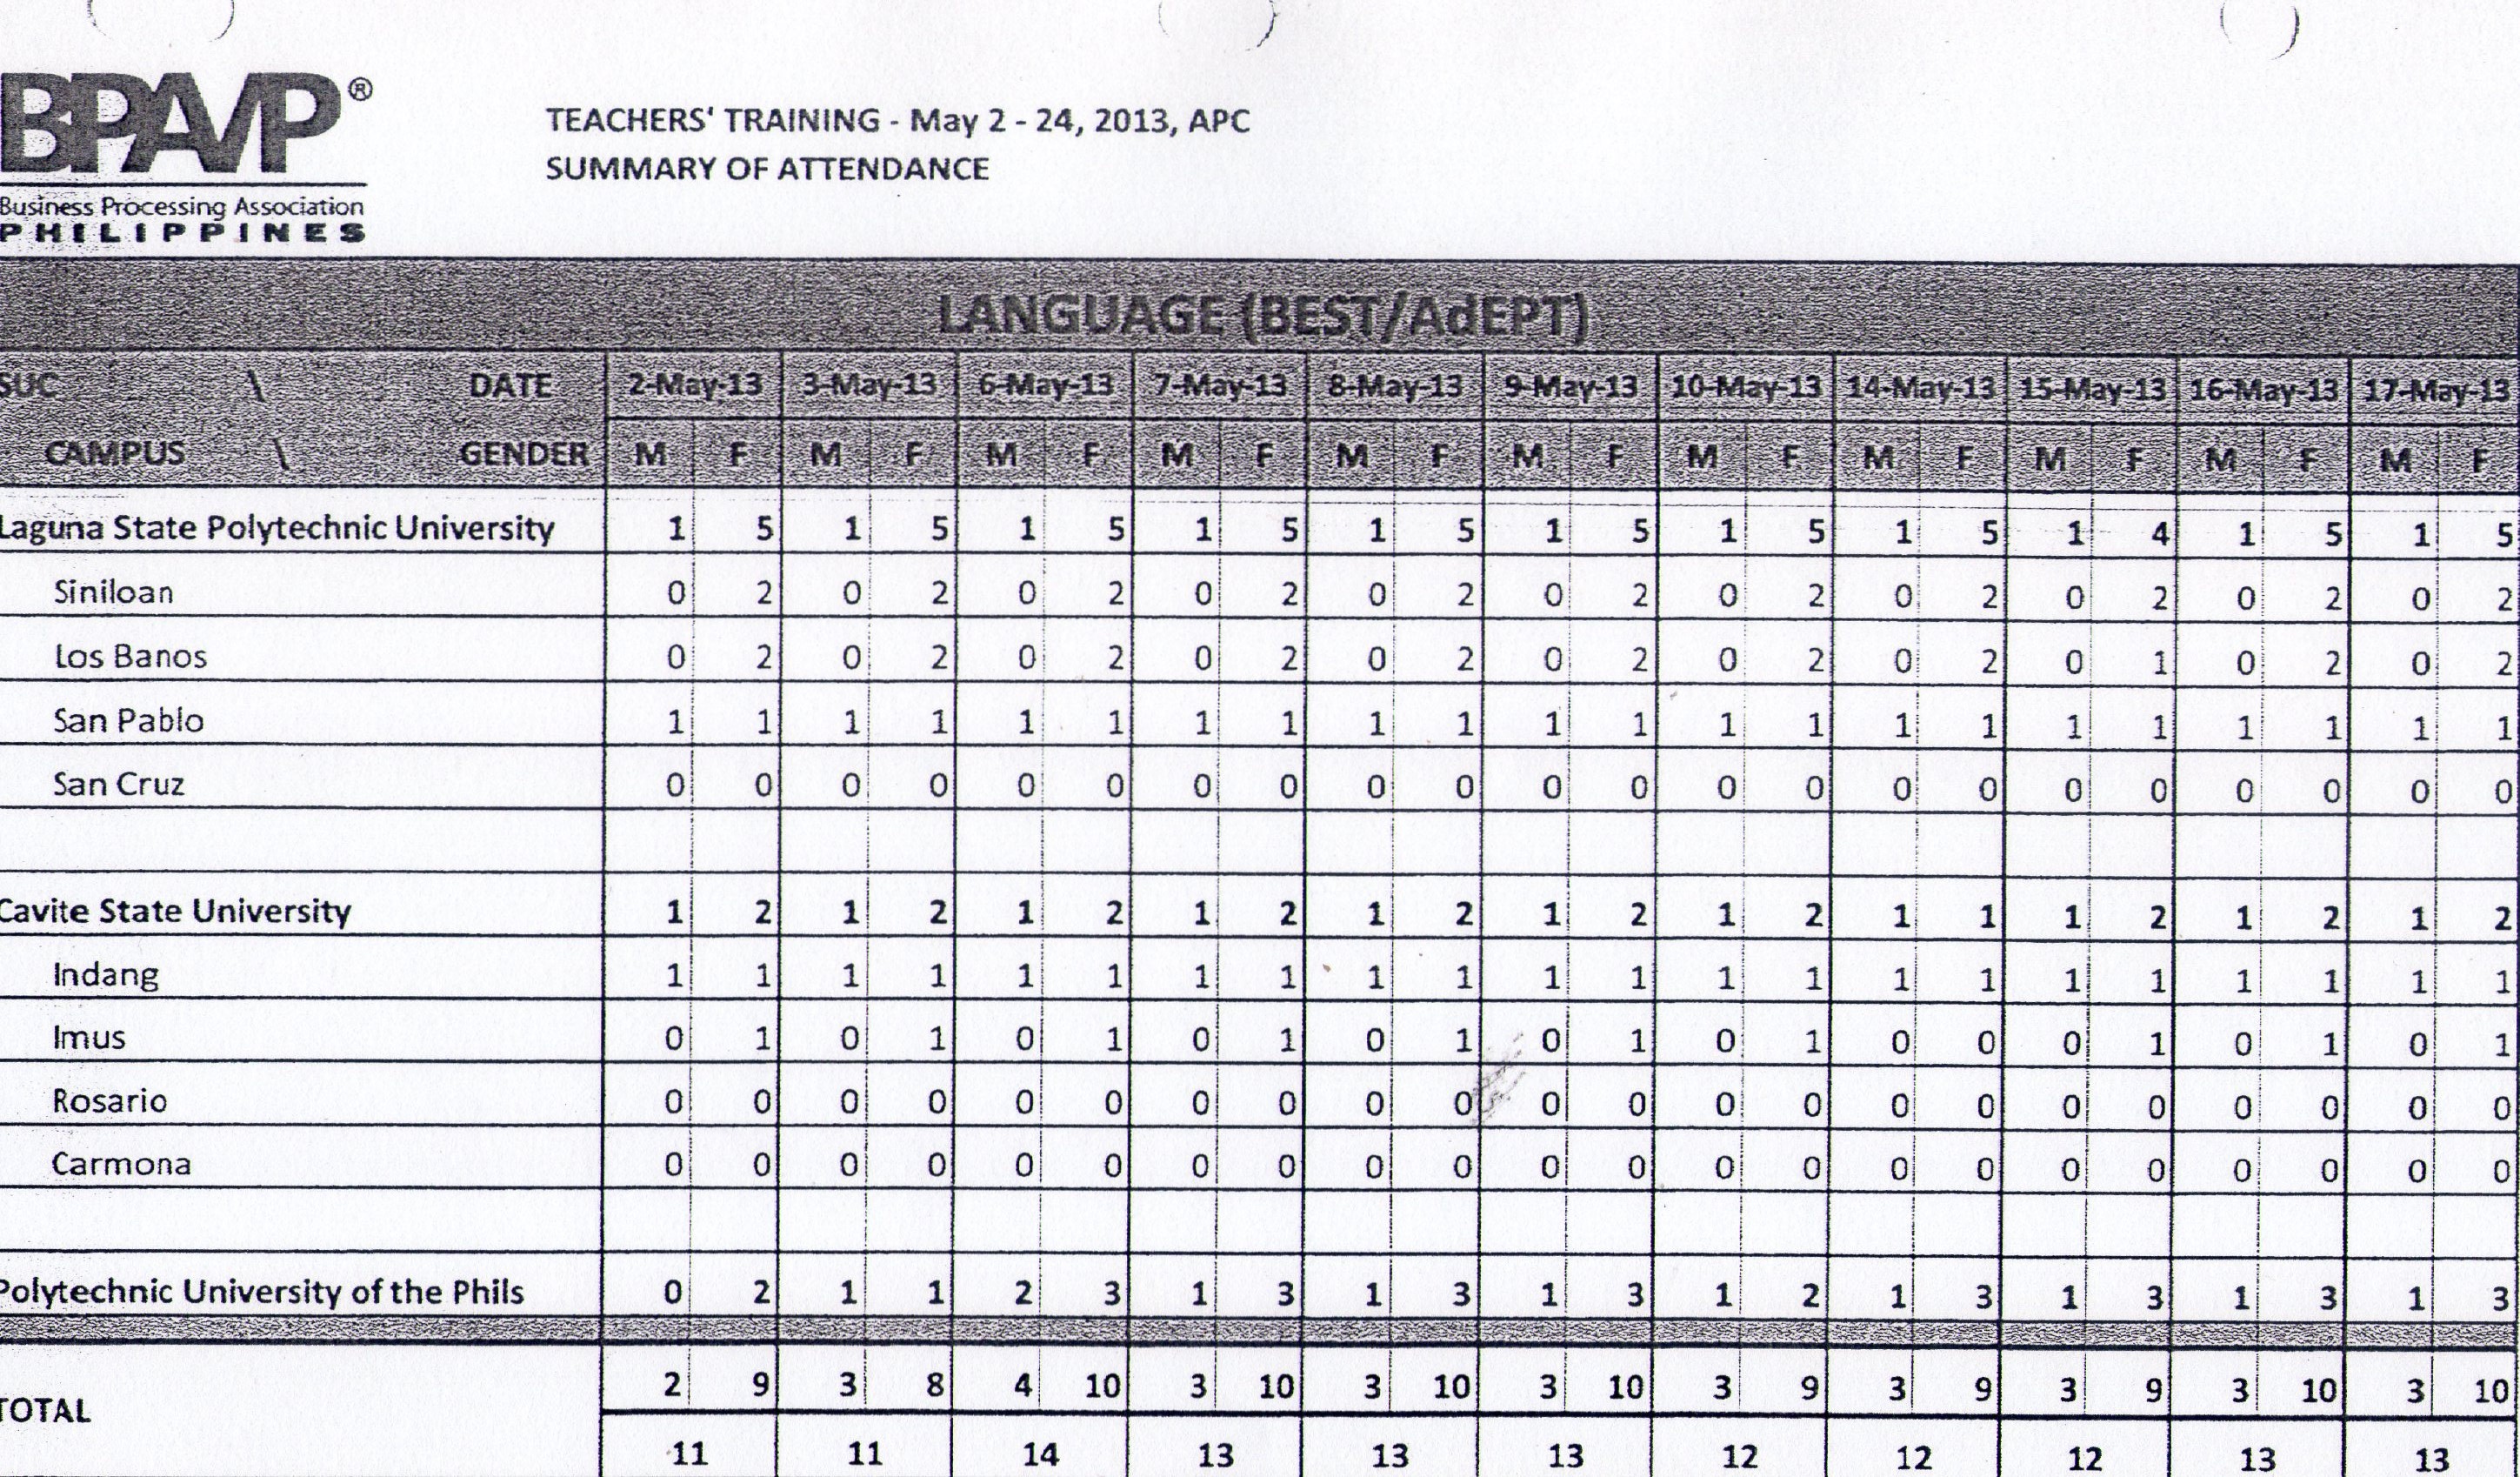 BPA/P®
Business Processing Association
PHILIPPINES
TEACHERS' TRAINING - May 2 - 24, 2013, APC
SUMMARY OF ATTENDANCE
LANGUAGE (BEST/AdEPT)
SUC \ DATE 2-May-13 3-May-13 6-May-13 7-May-13 8-May-13 9-May-13 10-May-13 14-May-13 15-May-13 16-May-13 17-May-13
CAMPUS \ GENDER M F M F M F M F M F M F M F M F M F M F M F
Laguna State Polytechnic University 1 5 1 5 1 5 1 5 1 5 1 5 1 5 1 5 1 4 1 5 1 5
Siniloan 0 2 0 2 0 2 0 2 0 2 0 2 0 2 0 2 0 2 0 2 0 2
Los Banos 0 2 0 2 0 2 0 2 0 2 0 2 0 2 0 2 0 1 0 2 0 2
San Pablo 1 1 1 1 1 1 1 1 1 1 1 1 1 1 1 1 1 1 1 1 1 1
San Cruz 0 0 0 0 0 0 0 0 0 0 0 0 0 0 0 0 0 0 0 0 0 0
Cavite State University 1 2 1 2 1 2 1 2 1 2 1 2 1 2 1 1 1 2 1 2 1 2
Indang 1 1 1 1 1 1 1 1 1 1 1 1 1 1 1 1 1 1 1 1 1 1
Imus 0 1 0 1 0 1 0 1 0 1 0 1 0 1 0 0 0 1 0 1 0 1
Rosario 0 0 0 0 0 0 0 0 0 0 0 0 0 0 0 0 0 0 0 0 0 0
Carmona 0 0 0 0 0 0 0 0 0 0 0 0 0 0 0 0 0 0 0 0 0 0
Polytechnic University of the Phils 0 2 1 1 2 3 1 3 1 3 1 3 1 2 1 3 1 3 1 3 1 3
TOTAL 2 9 3 8 4 10 3 10 3 10 3 10 3 9 3 9 3 9 3 10 3 10
11 11 14 13 13 13 12 12 12 13 13